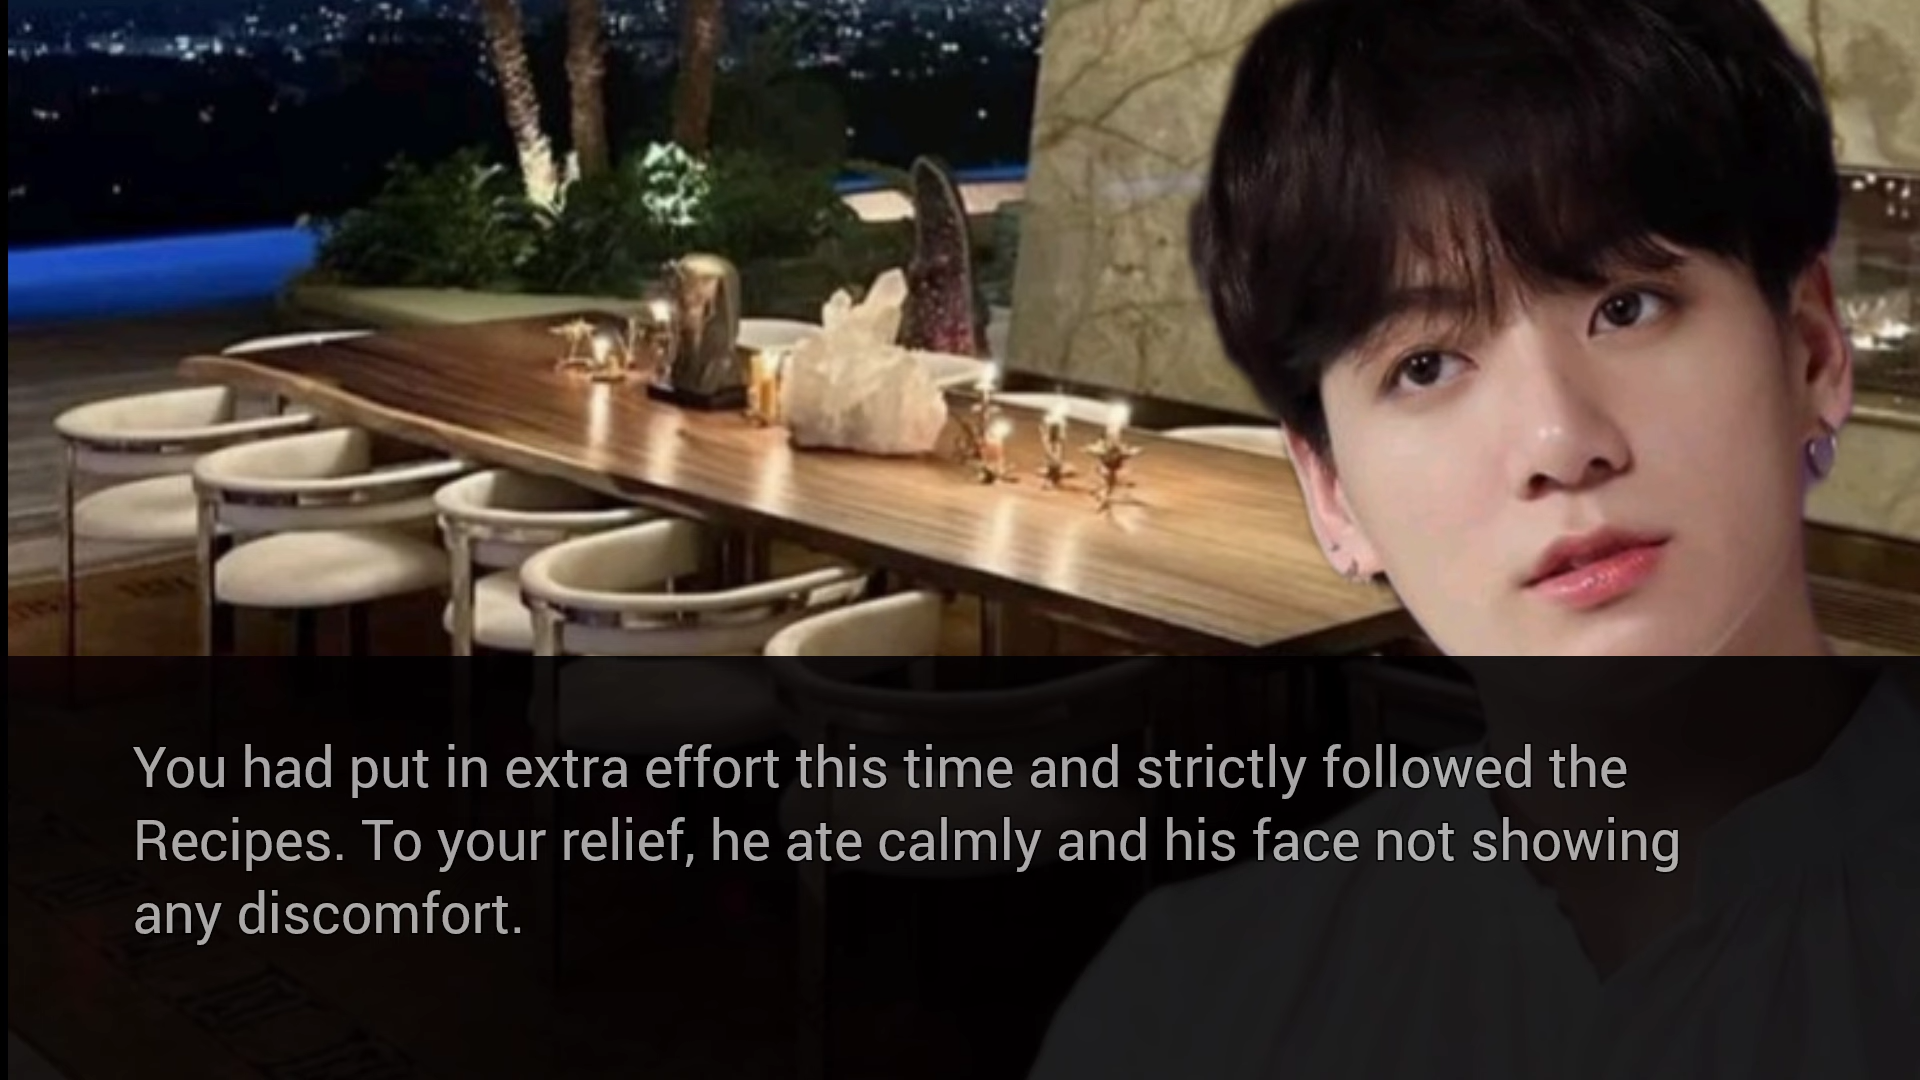 You had put in extra effort this time and strictly followed the
Recipes. To your relief, he ate calmly and his face not showing
any discomfort.